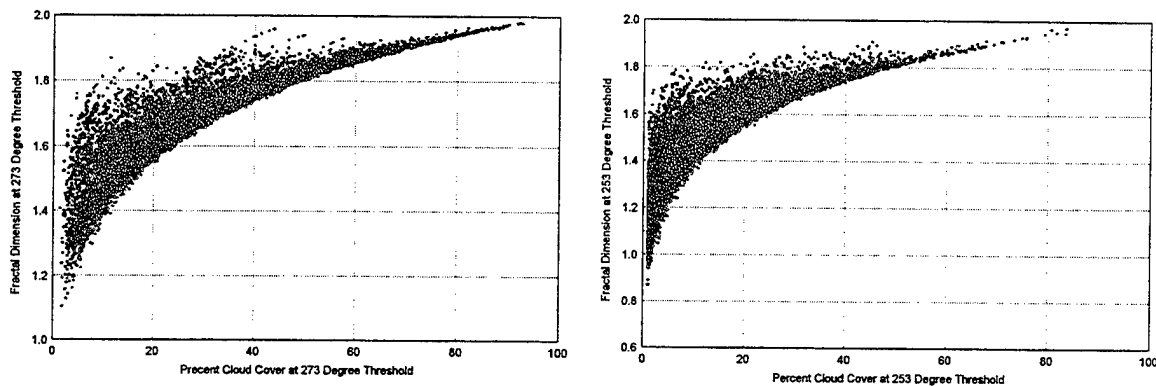 2.0
1.8
1.6
1.4
1.2
1.0
Fractal Dimension at 273 Degree Threshold
0 20 40 60 80 100
Precent Cloud Cover at 273 Degree Threshold
2.0
1.8
1.6
1.4
1.2
1.0
0.8
0.6
Fractal Dimension at 253 Degree Threshold
0 20 40 60 80 100
Percent Cloud Cover at 253 Degree Threshold